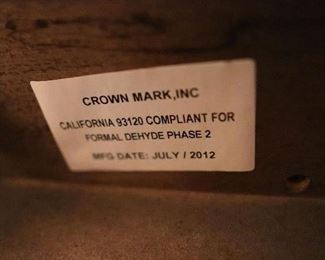 CROWN MARK,INC
CALIFORNIA 93120 COMPLIANT FOR
FORMAL DEHYDE PHASE 2
MFG DATE: JULY / 2012